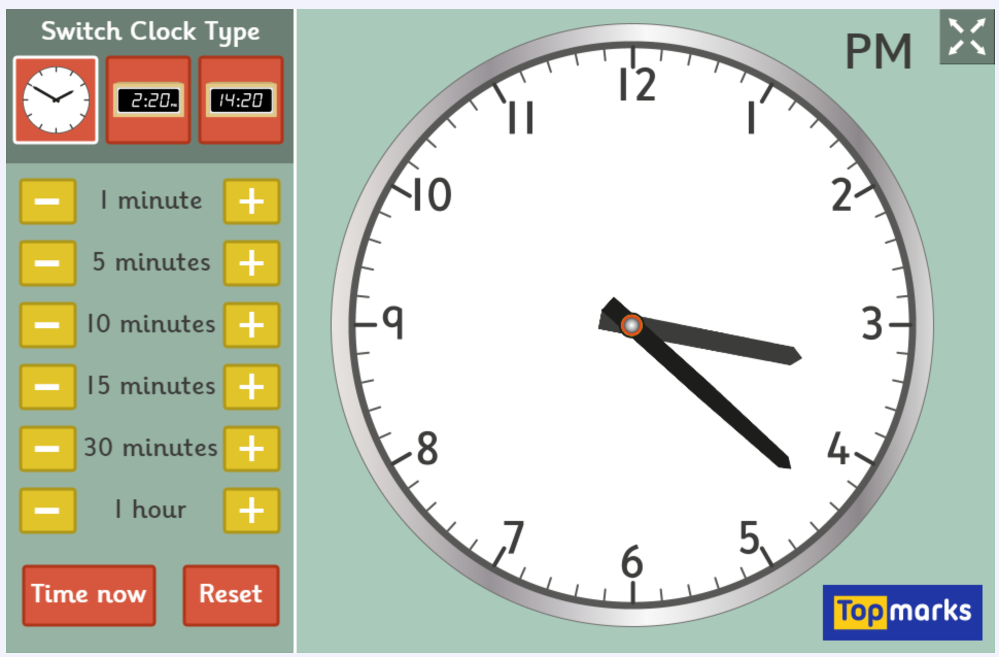 Switch Clock Type
2:20 PM
14:20
1 minute
5 minutes
10 minutes
15 minutes
30 minutes
1 hour
Time now
Reset
PM
12
1
2
3
4
5
6
7
8
9
10
11
Topmarks